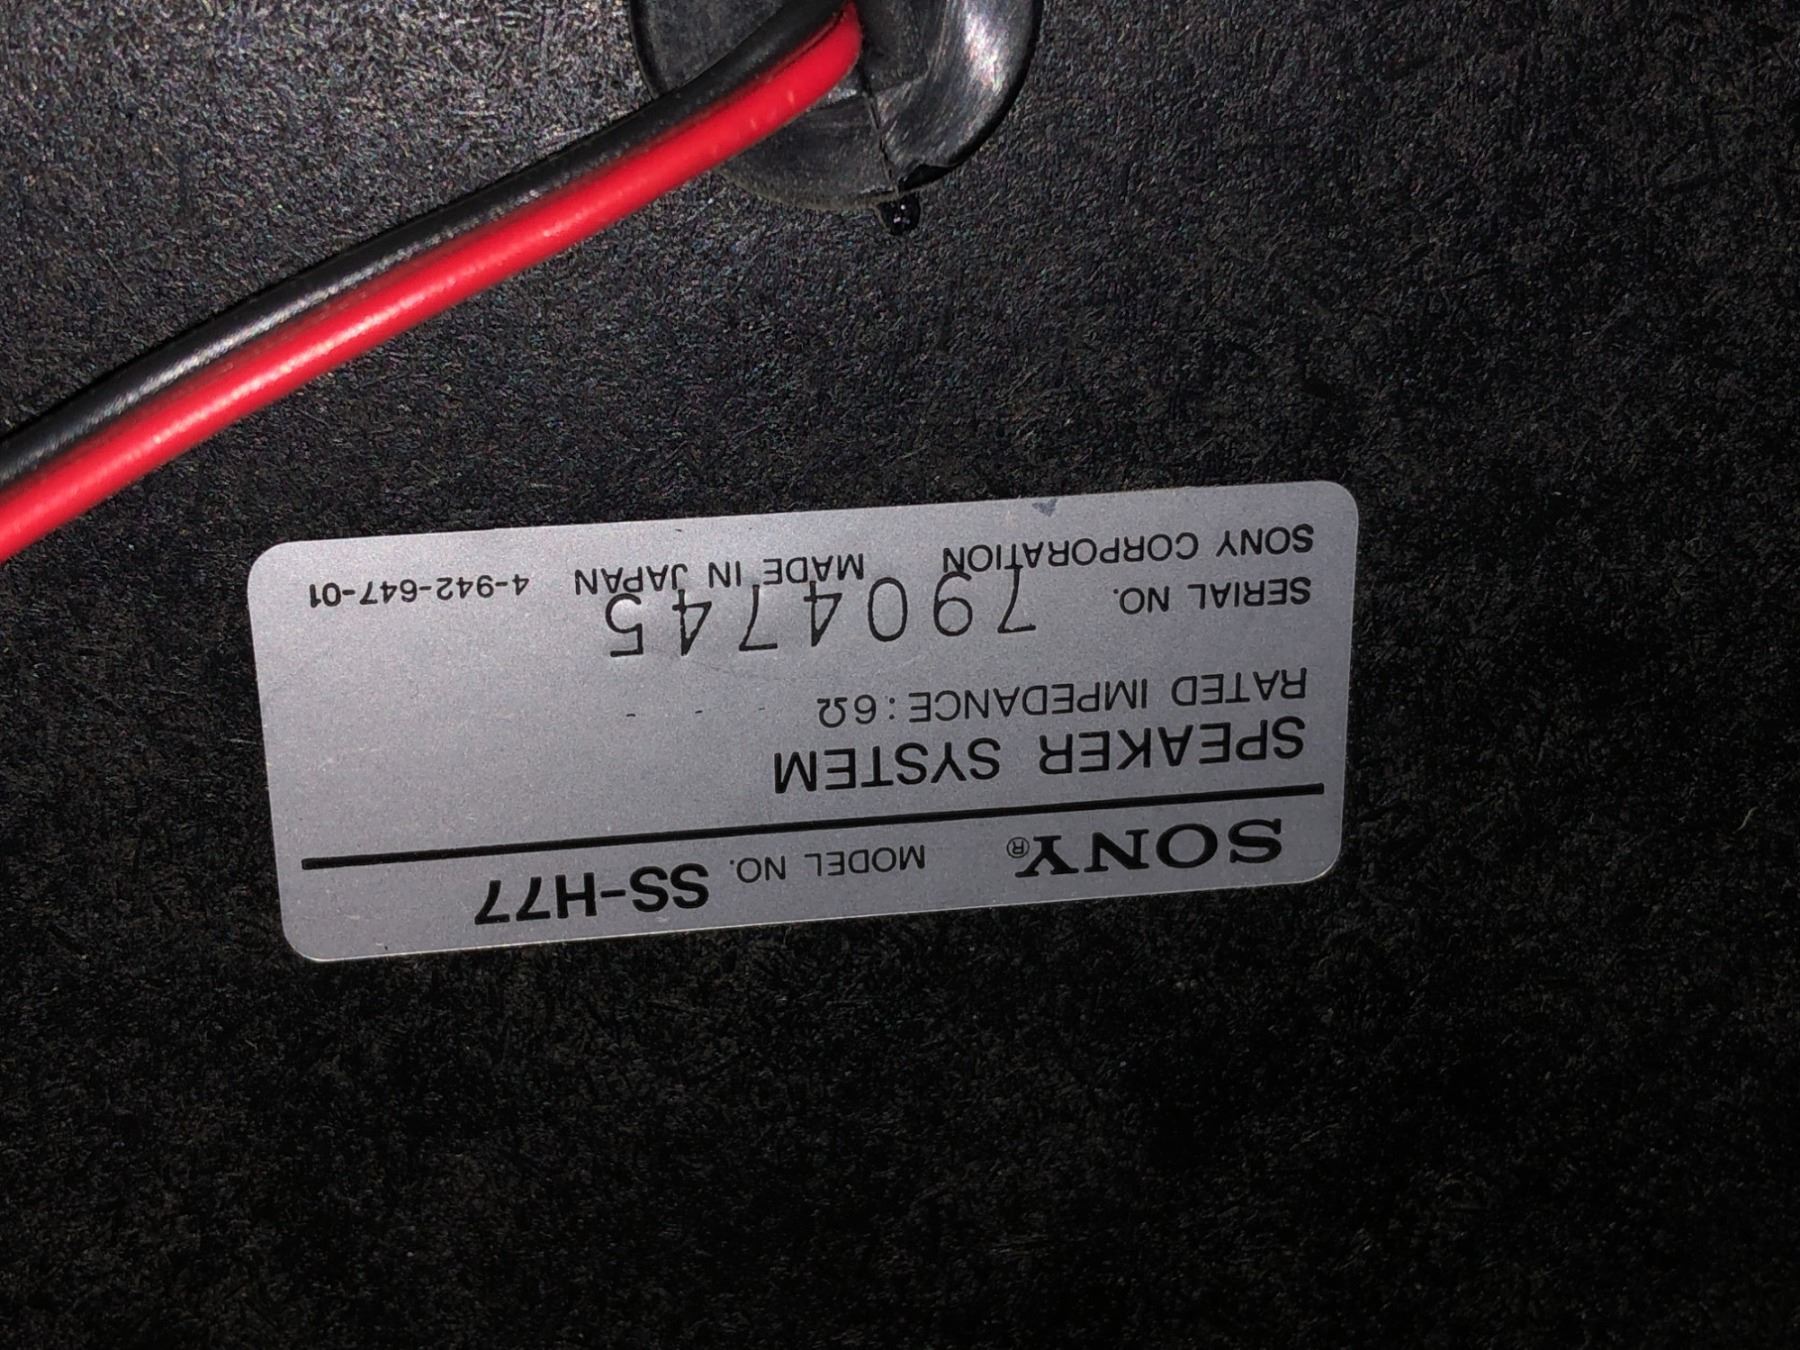 SONY® MODEL NO. SS-H77
SPEAKER SYSTEM
RATED IMPEDANCE: 6Ω
SERIAL NO. 7904745
SONY CORPORATION MADE IN JAPAN 4-942-647-01